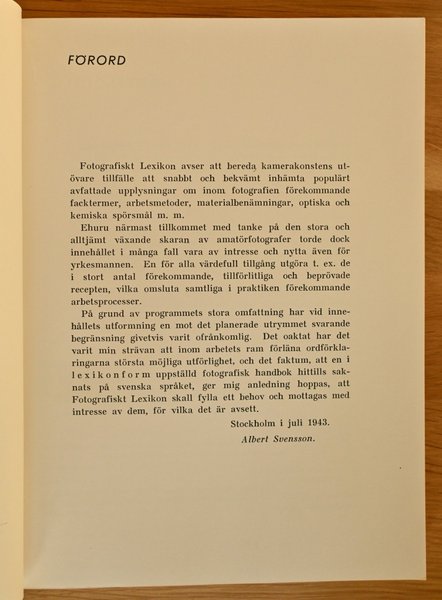 FÖRORD
Fotografiskt Lexikon avser att bereda kamerakonstens ut-
övare tillfälle att snabbt och bekvämt inhämta populärt
avfattade upplysningar om inom fotografien förekommande
facktermer, arbetsmetoder, materialbenämningar, optiska och
kemiska spörsmål m. m.
Ehuru närmast tillkommet med tanke på den stora och
alltjämt växande skaran av amatörfotografer torde dock
innehållet i många fall vara av intresse och nytta även för
yrkesmannen. En för alla värdefull tillgång utgöra t. ex. de
i stort antal förekommande, tillförlitliga och beprövade
recepten, vilka omsluta samtliga i praktiken förekommande
arbetsprocesser.
På grund av programmets stora omfattning har vid inne-
hållets utformning en mot det planerade utrymmet svarande
begränsning givetvis varit ofrånkomlig. Det oaktat har det
varit min strävan att inom arbetets ram förläna ordförkla-
ringarna största möjliga utförlighet, och det faktum, att en i
lexikonform uppställd fotografisk handbok hittills sak-
nats på svenska språket, ger mig anledning hoppas, att
Fotografiskt Lexikon skall fylla ett behov och mottagas med
intresse av dem, för vilka det är avsett.
Stockholm i juli 1943.
Albert Svensson.